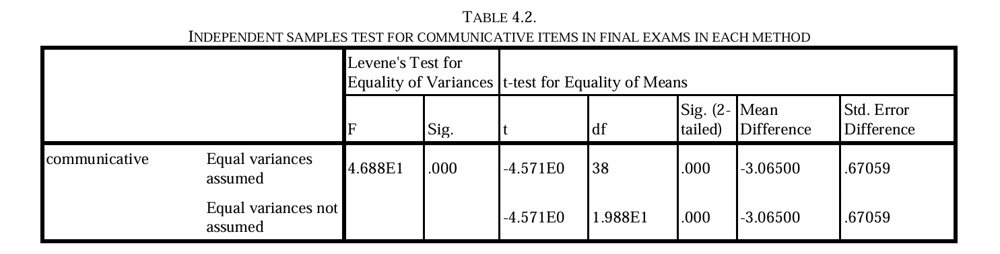 TABLE 4.2.
INDEPENDENT SAMPLES TEST FOR COMMUNICATIVE ITEMS IN FINAL EXAMS IN EACH METHOD
Levene's Test for
Equality of Variances
t-test for Equality of Means
F
Sig.
t
df
Sig. (2-
tailed)
Mean
Difference
Std. Error
Difference
communicative
Equal variances
assumed
4.688E1
.000
-4.571E0
38
.000
-3.06500
.67059
Equal variances not
assumed
-4.571E0
1.988E1
.000
-3.06500
.67059